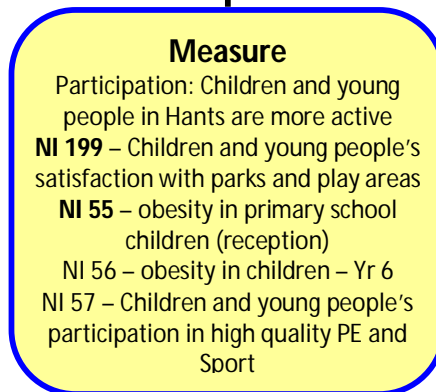 Measure
Participation: Children and young
people in Hants are more active
NI 199 – Children and young people's
satisfaction with parks and play areas
NI 55 – obesity in primary school
children (reception)
NI 56 – obesity in children – Yr 6
NI 57 – Children and young people's
participation in high quality PE and
Sport